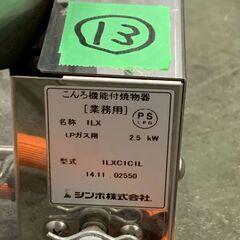 ⑬
こんろ機能付焼物器
[業務用]
名称 1LX
PS
LPG
LPガス用 2.5 kW
型式 1LXC1C1L
14.11.02550
シンポ株式会社